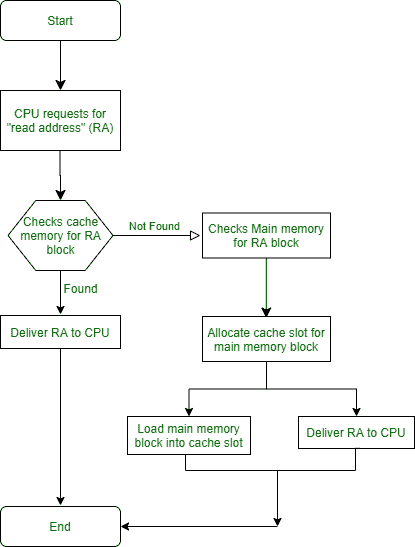 Start
CPU requests for
"read address" (RA)
Checks cache
memory for RA
block
Not Found
Checks Main memory
for RA block
Found
Deliver RA to CPU
Allocate cache slot for
main memory block
Load main memory
block into cache slot
Deliver RA to CPU
End